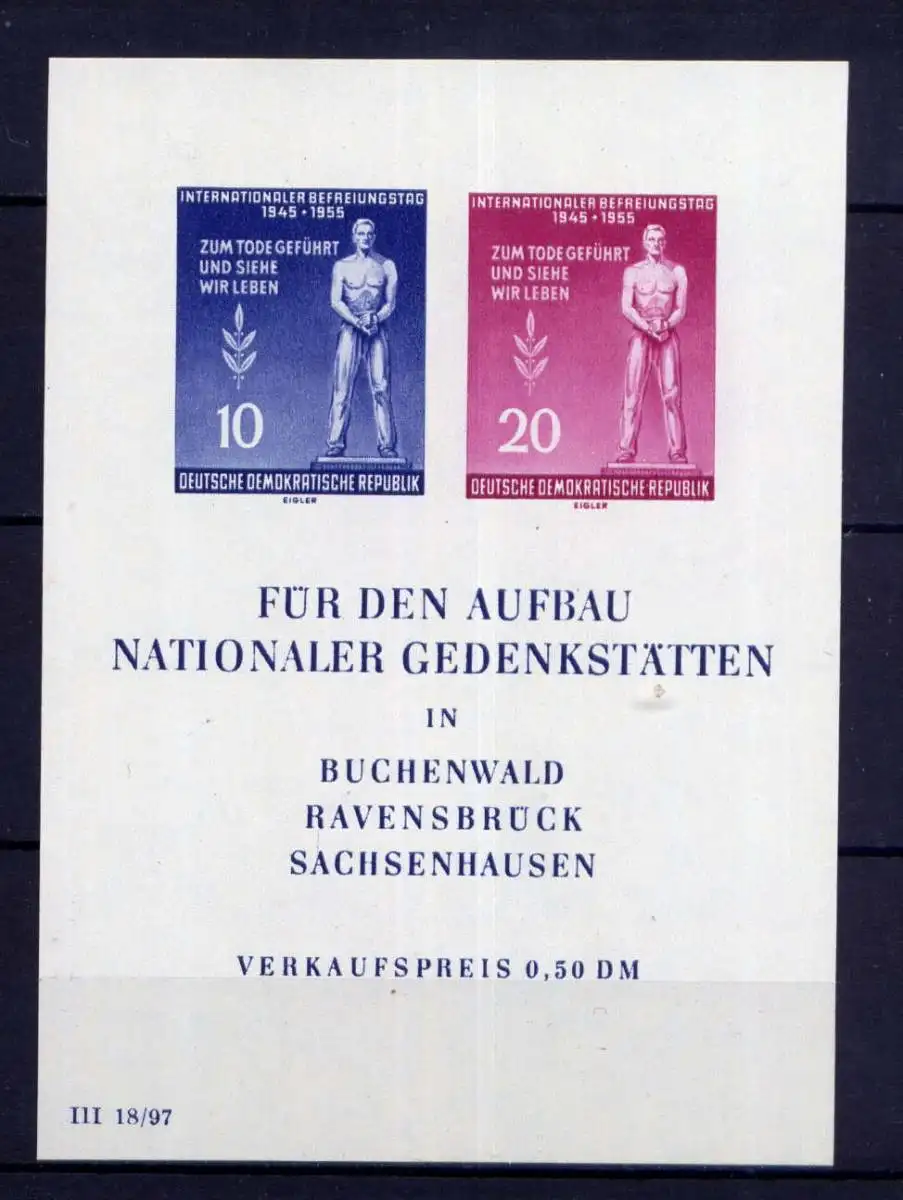 INTERNATIONALER BEFREIUNGSTAG
1945 · 1955
ZUM TODE GEFÜHRT
UND SIEHE
WIR LEBEN
10
DEUTSCHE DEMOKRATISCHE REPUBLIK
EIGLER
INTERNATIONALER BEFREIUNGSTAG
1945 · 1955
ZUM TODE GEFÜHRT
UND SIEHE
WIR LEBEN
20
DEUTSCHE DEMOKRATISCHE REPUBLIK
EIGLER
FÜR DEN AUFBAU
NATIONALER GEDENKSTÄTTEN
IN
BUCHENWALD
RAVENSBRÜCK
SACHSENHAUSEN
VERKAUFSPREIS 0,50 DM
III 18/97